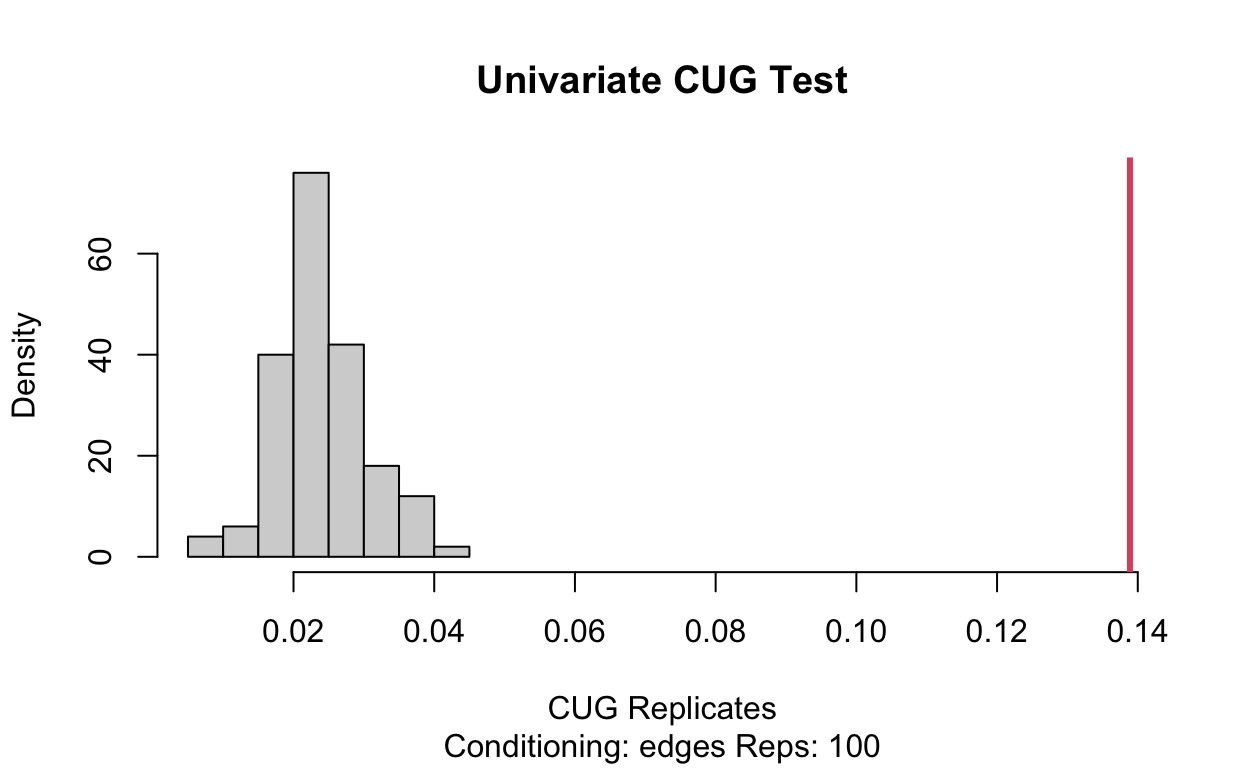 Univariate CUG Test
Density
60
40
20
0
0.02 0.04 0.06 0.08 0.10 0.12 0.14
CUG Replicates
Conditioning: edges Reps: 100